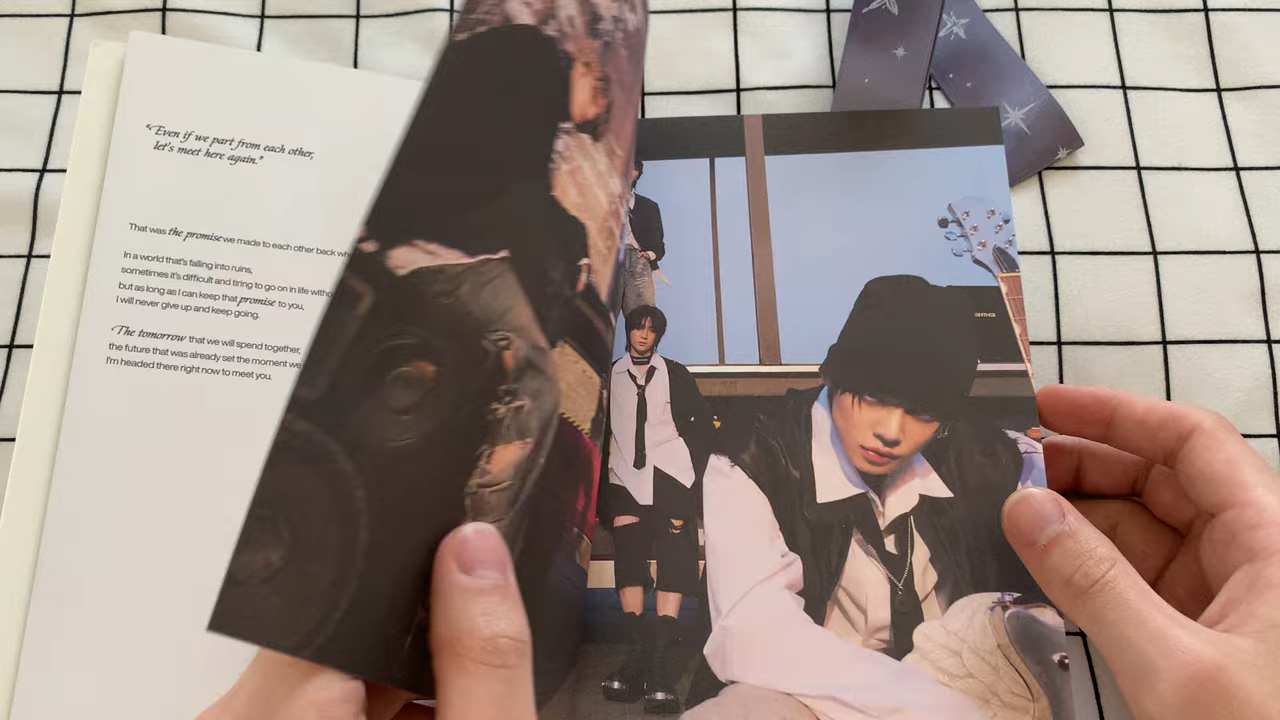 “Even if we part from each other,
let's meet here again.”
That was the promise we made to each other back
In a world that's falling into ruins,
sometimes it's difficult and tiring to go on in life
but as long as I can keep that promise to you,
I will never give up and keep going.
‘The tomorrow that we will spend together,
the future that was already set the moment we
I'm headed there right now to meet you.